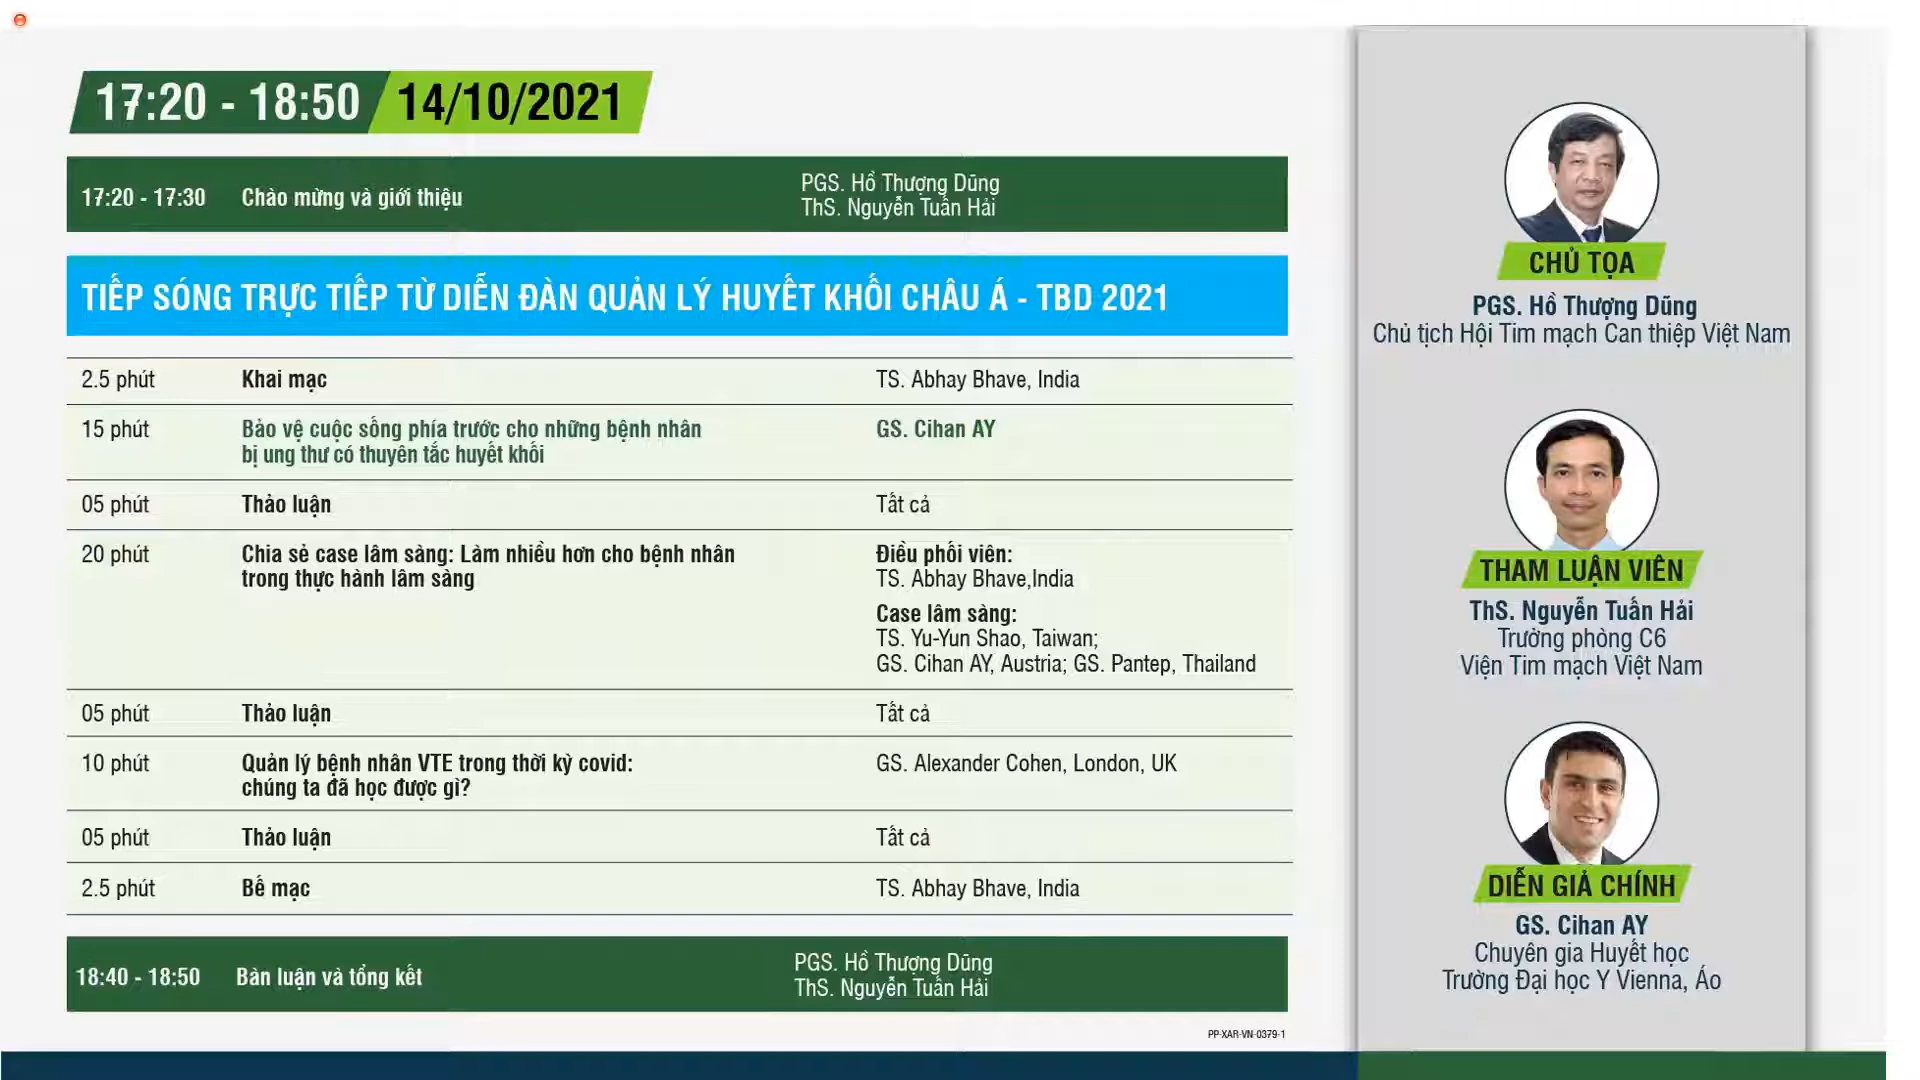 17:20 - 18:50 14/10/2021
17:20 - 17:30 Chào mừng và giới thiệu
PGS. Hồ Thượng Dũng
ThS. Nguyễn Tuấn Hải
TIẾP SÓNG TRỰC TIẾP TỪ DIỄN ĐÀN QUẢN LÝ HUYẾT KHỐI CHÂU Á - TBD 2021
2.5 phút Khai mạc TS. Abhay Bhave, India
15 phút Bảo vệ cuộc sống phía trước cho những bệnh nhân GS. Cihan AY
bị ung thư có thuyên tắc huyết khối
05 phút Thảo luận Tất cả
20 phút Chia sẻ case lâm sàng: Làm nhiều hơn cho bệnh nhân Điều phối viên:
trong thực hành lâm sàng TS. Abhay Bhave,India
Case lâm sàng:
TS. Yu-Yun Shao, Taiwan;
GS. Cihan AY, Austria; GS. Pantep, Thailand
05 phút Thảo luận Tất cả
10 phút Quản lý bệnh nhân VTE trong thời kỳ covid: GS. Alexander Cohen, London, UK
chúng ta đã học được gì?
05 phút Thảo luận Tất cả
2.5 phút Bế mạc TS. Abhay Bhave, India
18:40 - 18:50 Bàn luận và tổng kết
PGS. Hồ Thượng Dũng
ThS. Nguyễn Tuấn Hải
PP-XAR-VN-0379-1
CHỦ TỌA
PGS. Hồ Thượng Dũng
Chủ tịch Hội Tim mạch Can thiệp Việt Nam
THAM LUẬN VIÊN
ThS. Nguyễn Tuấn Hải
Trưởng phòng C6
Viện Tim mạch Việt Nam
DIỄN GIẢ CHÍNH
GS. Cihan AY
Chuyên gia Huyết học
Trường Đại học Y Vienna, Áo